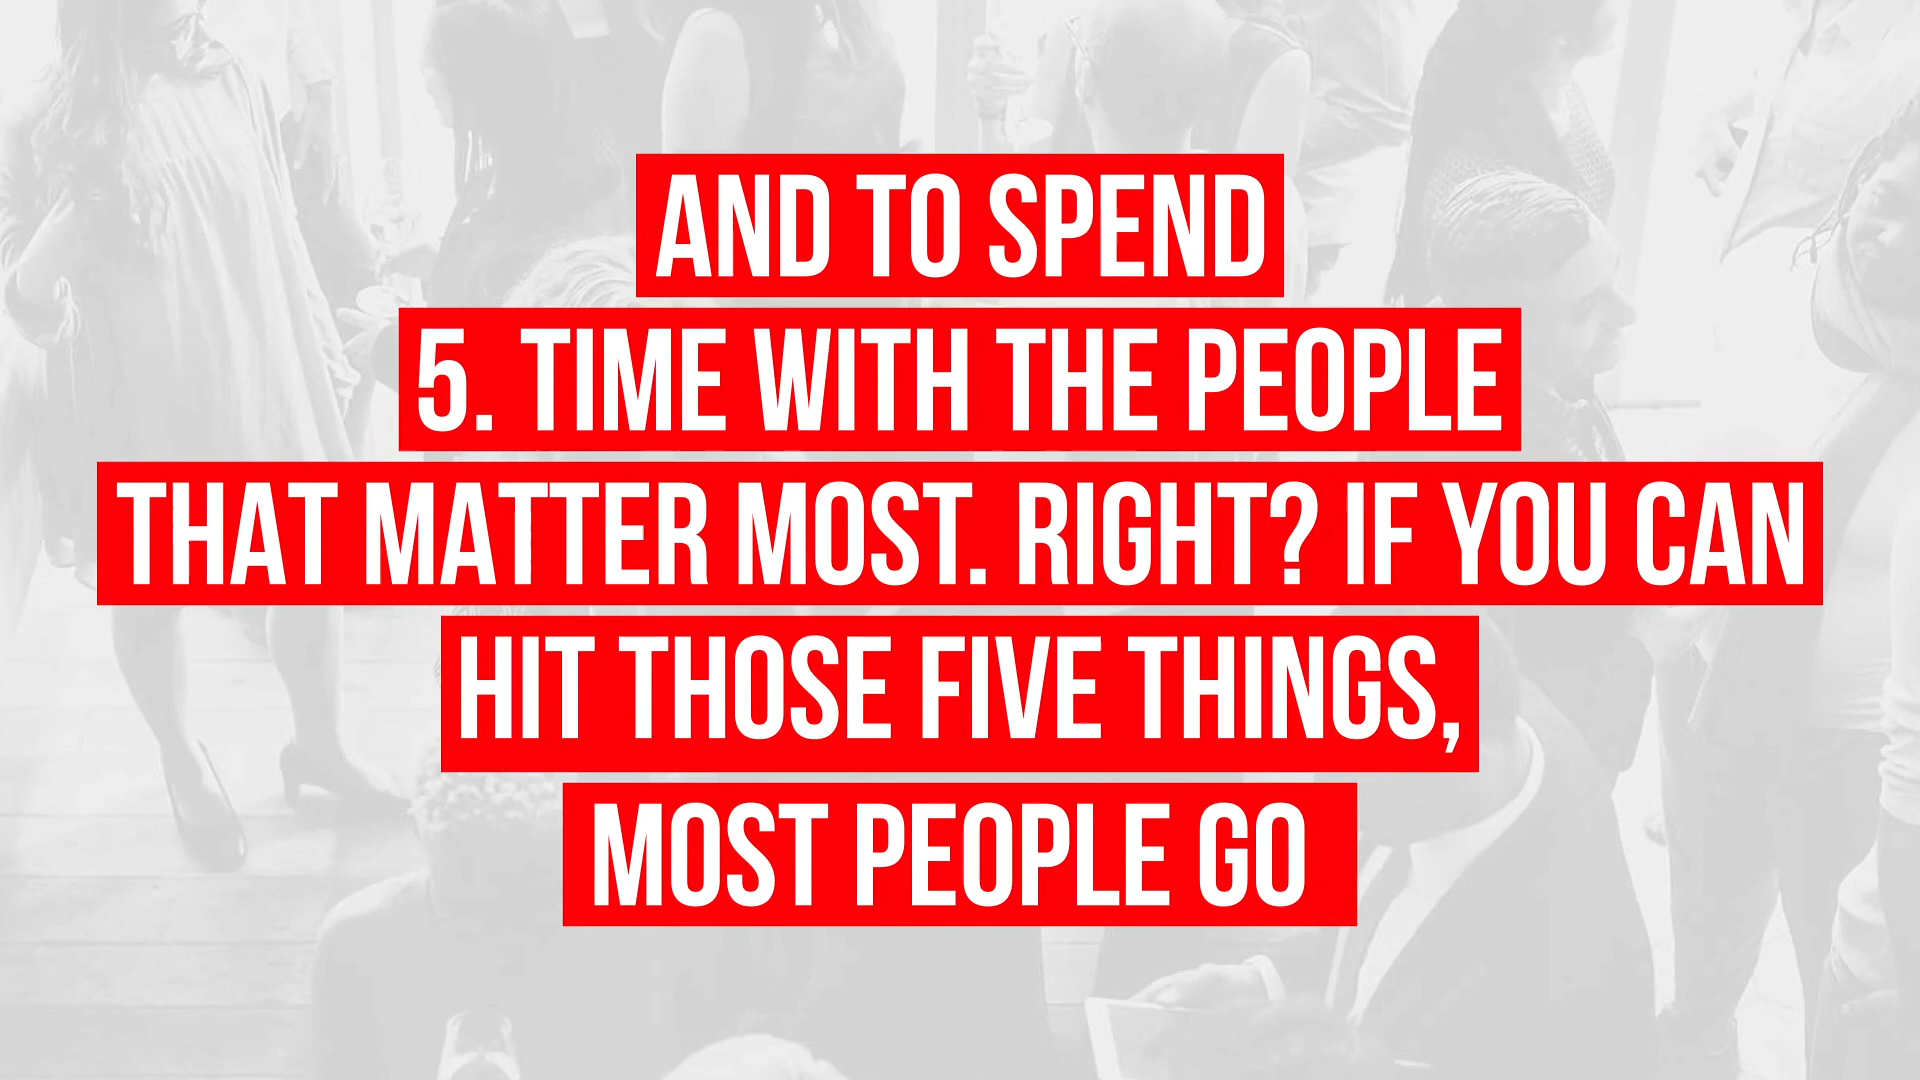 AND TO SPEND
5. TIME WITH THE PEOPLE
THAT MATTER MOST. RIGHT? IF YOU CAN
HIT THOSE FIVE THINGS,
MOST PEOPLE GO